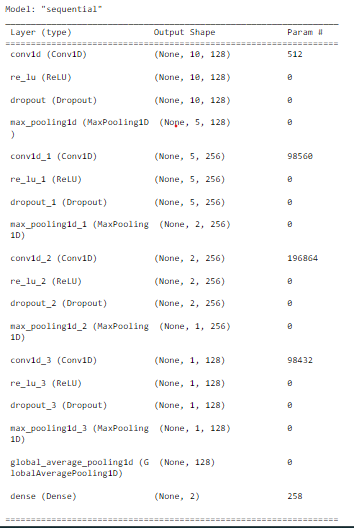 Model: "sequential"
Layer (type) Output Shape Param #
conv1d (Conv1D) (None, 10, 128) 512
re_lu (ReLU) (None, 10, 128) 0
dropout (Dropout) (None, 10, 128) 0
max_pooling1d (MaxPooling1D (None, 5, 128) 0
)
conv1d_1 (Conv1D) (None, 5, 256) 98560
re_lu_1 (ReLU) (None, 5, 256) 0
dropout_1 (Dropout) (None, 5, 256) 0
max_pooling1d_1 (MaxPooling (None, 2, 256) 0
1D)
conv1d_2 (Conv1D) (None, 2, 256) 196864
re_lu_2 (ReLU) (None, 2, 256) 0
dropout_2 (Dropout) (None, 2, 256) 0
max_pooling1d_2 (MaxPooling (None, 1, 256) 0
1D)
conv1d_3 (Conv1D) (None, 1, 128) 98432
re_lu_3 (ReLU) (None, 1, 128) 0
dropout_3 (Dropout) (None, 1, 128) 0
max_pooling1d_3 (MaxPooling (None, 1, 128) 0
1D)
global_average_pooling1d (G (None, 128) 0
lobalAveragePooling1D)
dense (Dense) (None, 2) 258